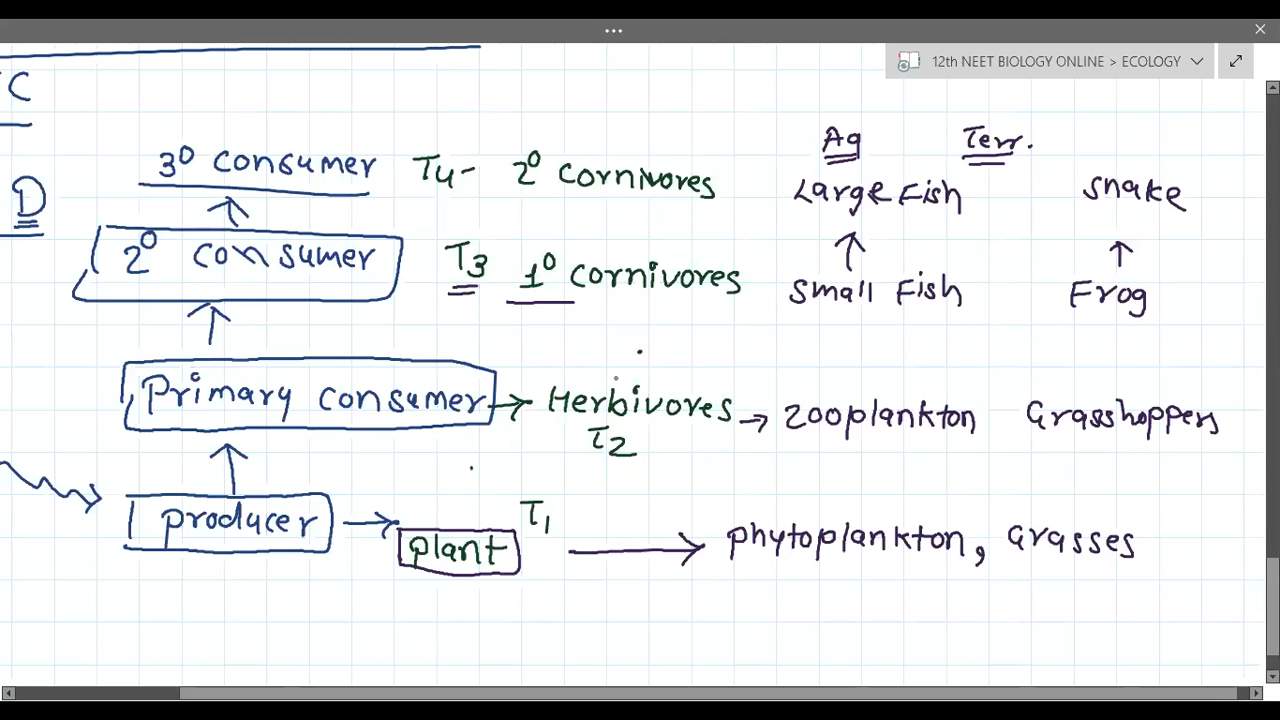 ...
12th NEET BIOLOGY ONLINE > ECOLOGY
C
Aq Terr.
3° consumer T4- 2° cornivores Large Fish snake
D
2° consumer T3 1° cornivores small Fish Frog
Primary consumer → Herbivores → zooplankton Grasshoppers
T2
producer → plant T1 → phytoplankton, Grasses